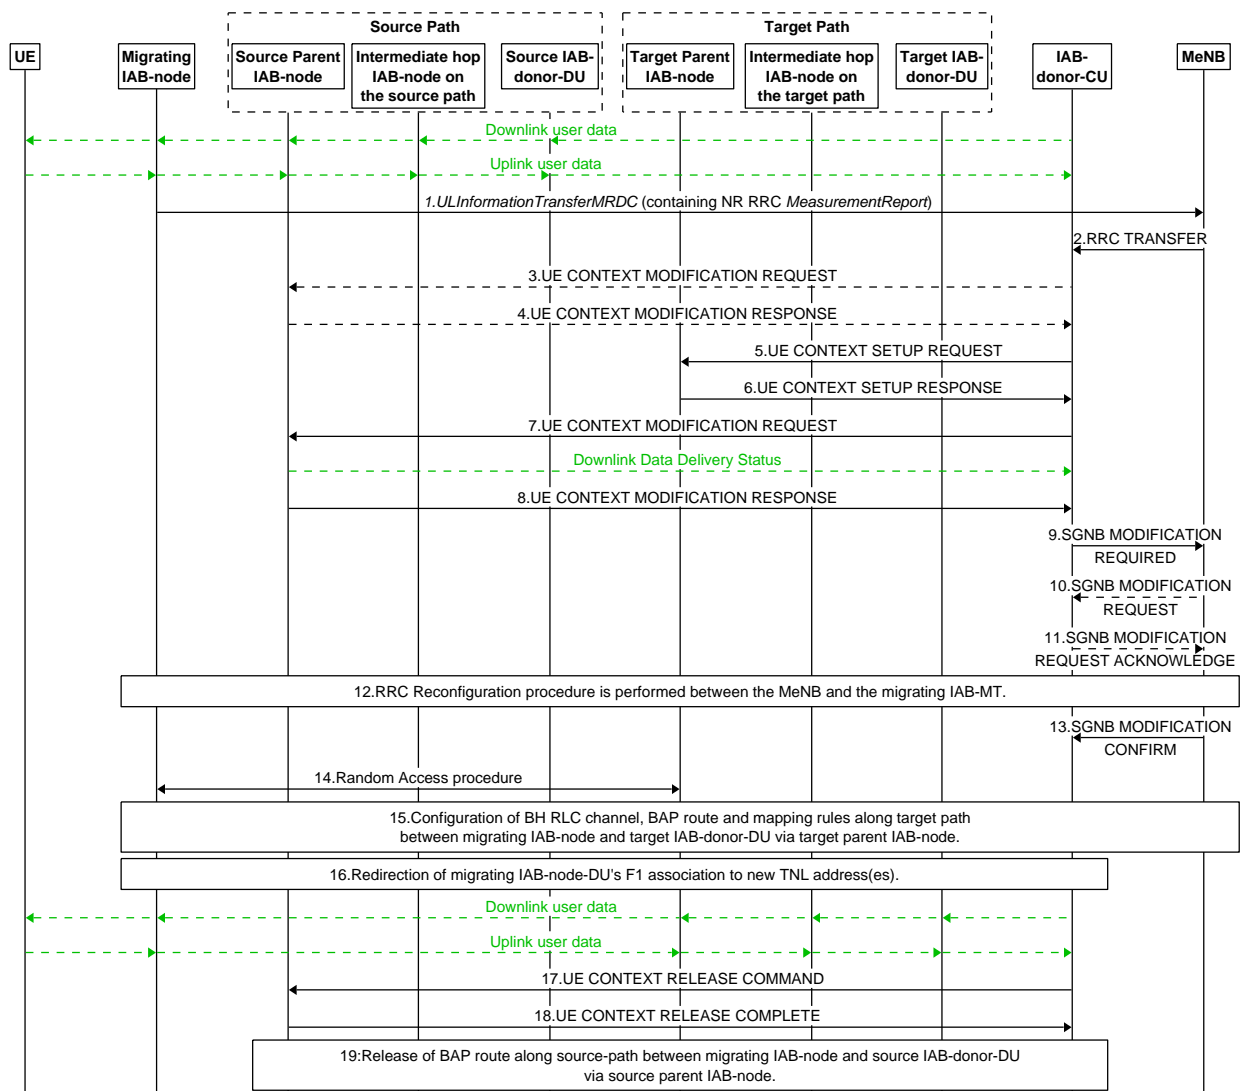 Source Path
Target Path
UE
Migrating
IAB-node
Source Parent
IAB-node
Intermediate hop
IAB-node on
the source path
Source IAB-
donor-DU
Target Parent
IAB-node
Intermediate hop
IAB-node on
the target path
Target IAB-
donor-DU
IAB-
donor-CU
MeNB
Downlink user data
Uplink user data
1.ULInformationTransferMRDC (containing NR RRC MeasurementReport)
2.RRC TRANSFER
3.UE CONTEXT MODIFICATION REQUEST
4.UE CONTEXT MODIFICATION RESPONSE
5.UE CONTEXT SETUP REQUEST
6.UE CONTEXT SETUP RESPONSE
7.UE CONTEXT MODIFICATION REQUEST
Downlink Data Delivery Status
8.UE CONTEXT MODIFICATION RESPONSE
9.SGNB MODIFICATION
REQUIRED
10.SGNB MODIFICATION
REQUEST
11.SGNB MODIFICATION
REQUEST ACKNOWLEDGE
12.RRC Reconfiguration procedure is performed between the MeNB and the migrating IAB-MT.
13.SGNB MODIFICATION
CONFIRM
14.Random Access procedure
15.Configuration of BH RLC channel, BAP route and mapping rules along target path
between migrating IAB-node and target IAB-donor-DU via target parent IAB-node.
16.Redirection of migrating IAB-node-DU's F1 association to new TNL address(es).
Downlink user data
Uplink user data
17.UE CONTEXT RELEASE COMMAND
18.UE CONTEXT RELEASE COMPLETE
19:Release of BAP route along source-path between migrating IAB-node and source IAB-donor-DU
via source parent IAB-node.